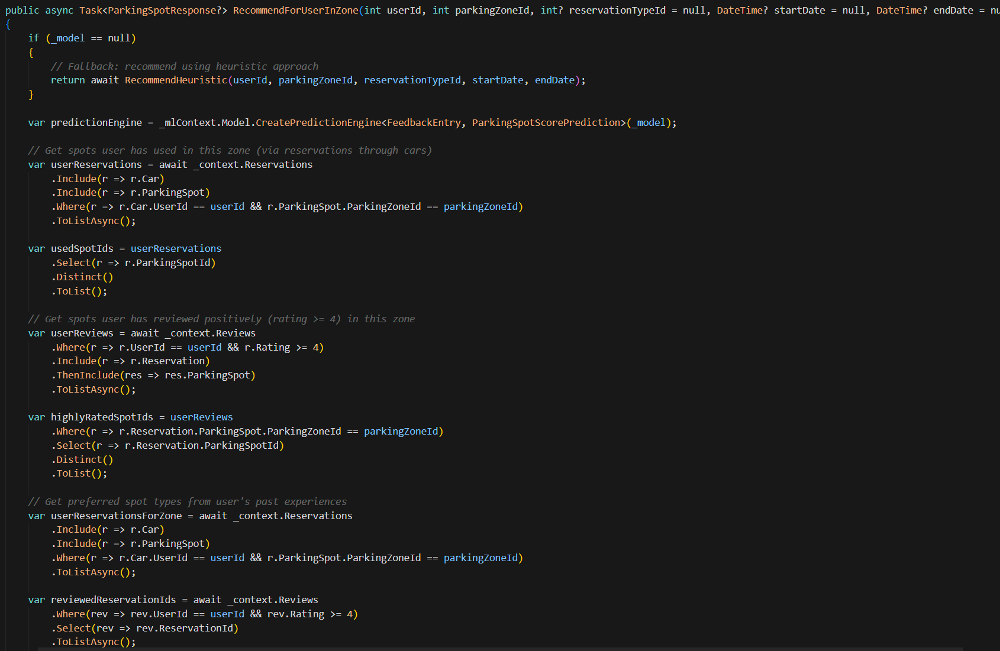 public async Task<ParkingSpotResponse?> RecommendForUserInZone(int userId, int parkingZoneId, int? reservationTypeId = null, DateTime? startDate = null, DateTime? endDate = nu
{
    if (_model == null)
    {
        // Fallback: recommend using heuristic approach
        return await RecommendHeuristic(userId, parkingZoneId, reservationTypeId, startDate, endDate);
    }

    var predictionEngine = _mlContext.Model.CreatePredictionEngine<FeedbackEntry, ParkingSpotScorePrediction>(_model);

    // Get spots user has used in this zone (via reservations through cars)
    var userReservations = await _context.Reservations
        .Include(r => r.Car)
        .Include(r => r.ParkingSpot)
        .Where(r => r.Car.UserId == userId && r.ParkingSpot.ParkingZoneId == parkingZoneId)
        .ToListAsync();

    var usedSpotIds = userReservations
        .Select(r => r.ParkingSpotId)
        .Distinct()
        .ToList();

    // Get spots user has reviewed positively (rating >= 4) in this zone
    var userReviews = await _context.Reviews
        .Where(r => r.UserId == userId && r.Rating >= 4)
        .Include(r => r.Reservation)
        .ThenInclude(res => res.ParkingSpot)
        .ToListAsync();

    var highlyRatedSpotIds = userReviews
        .Where(r => r.Reservation.ParkingSpot.ParkingZoneId == parkingZoneId)
        .Select(r => r.Reservation.ParkingSpotId)
        .Distinct()
        .ToList();

    // Get preferred spot types from user's past experiences
    var userReservationsForZone = await _context.Reservations
        .Include(r => r.Car)
        .Include(r => r.ParkingSpot)
        .Where(r => r.Car.UserId == userId && r.ParkingSpot.ParkingZoneId == parkingZoneId)
        .ToListAsync();

    var reviewedReservationIds = await _context.Reviews
        .Where(rev => rev.UserId == userId && rev.Rating >= 4)
        .Select(rev => rev.ReservationId)
        .ToListAsync();